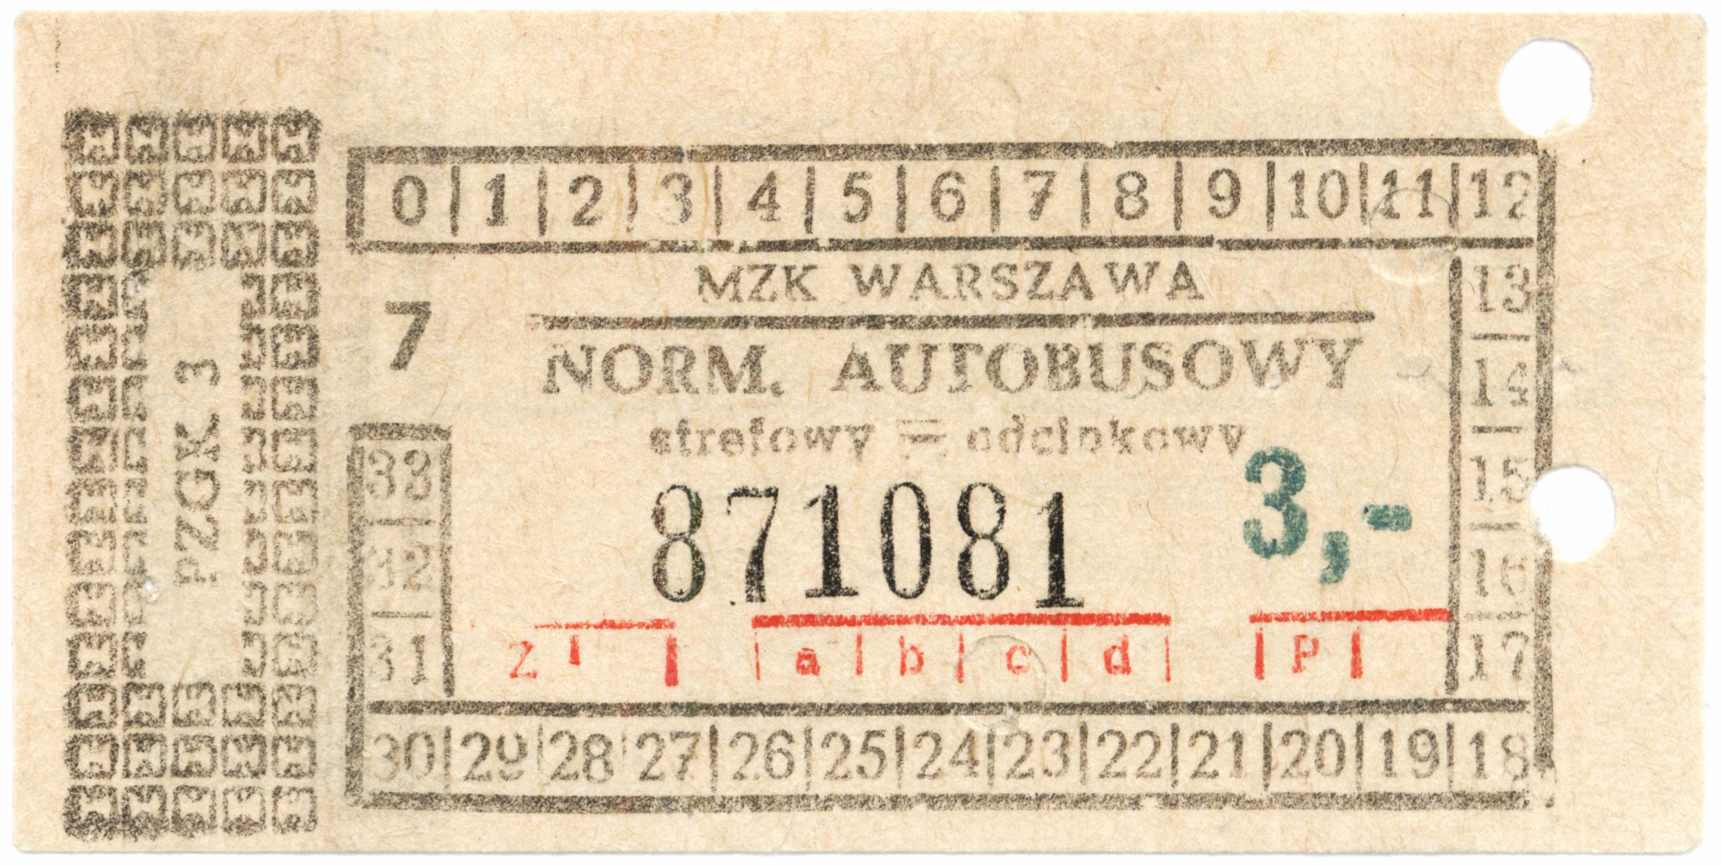 0 1 2 3 4 5 6 7 8 9 10 11 12
MZK WARSZAWA
7
NORM. AUTOBUSOWY
strefowy = odcinkowy
3,-
871081
Z a b c d P
13
14
15
16
17
33
32
31
30 29 28 27 26 25 24 23 22 21 20 19 18
PZGK 3